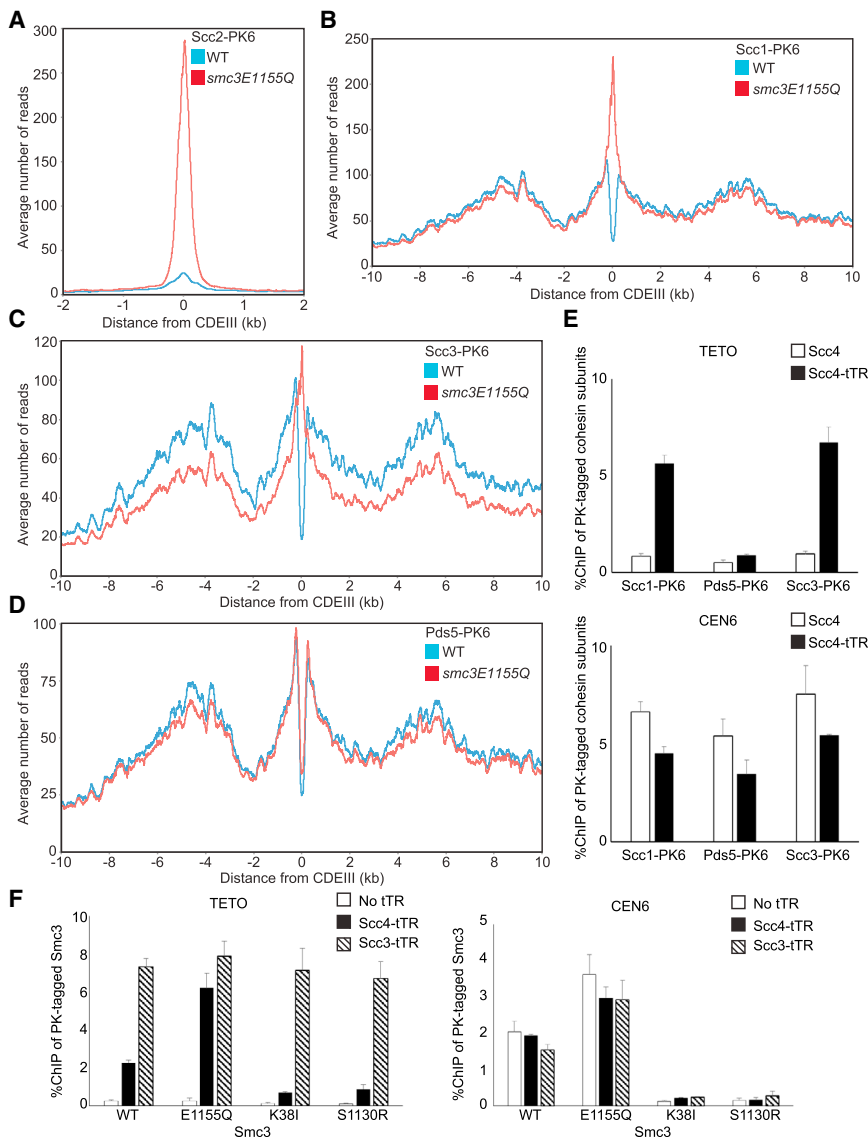 A
Scc2-PK6
WT
smc3E1155Q
Average number of reads
300
250
200
150
100
50
0
-2 -1 0 1 2
Distance from CDEIII (kb)
B
Scc1-PK6
WT
smc3E1155Q
Average number of reads
250
200
150
100
50
0
-10 -8 -6 -4 -2 0 2 4 6 8 10
Distance from CDEIII (kb)
C
Scc3-PK6
WT
smc3E1155Q
Average number of reads
120
100
80
60
40
20
0
-10 -8 -6 -4 -2 0 2 4 6 8 10
Distance from CDEIII (kb)
D
Pds5-PK6
WT
smc3E1155Q
Average number of reads
100
75
50
25
0
-10 -8 -6 -4 -2 0 2 4 6 8 10
Distance from CDEIII (kb)
E
TETO
Scc4
Scc4-tTR
%ChIP of PK-tagged cohesin subunits
10
5
0
Scc1-PK6 Pds5-PK6 Scc3-PK6
CEN6
Scc4
Scc4-tTR
%ChIP of PK-tagged cohesin subunits
10
5
0
Scc1-PK6 Pds5-PK6 Scc3-PK6
F
TETO
No tTR
Scc4-tTR
Scc3-tTR
%ChIP of PK-tagged Smc3
10
8
6
4
2
0
WT E1155Q K38I S1130R
Smc3
CEN6
No tTR
Scc4-tTR
Scc3-tTR
%ChIP of PK-tagged Smc3
5
4
3
2
1
0
WT E1155Q K38I S1130R
Smc3